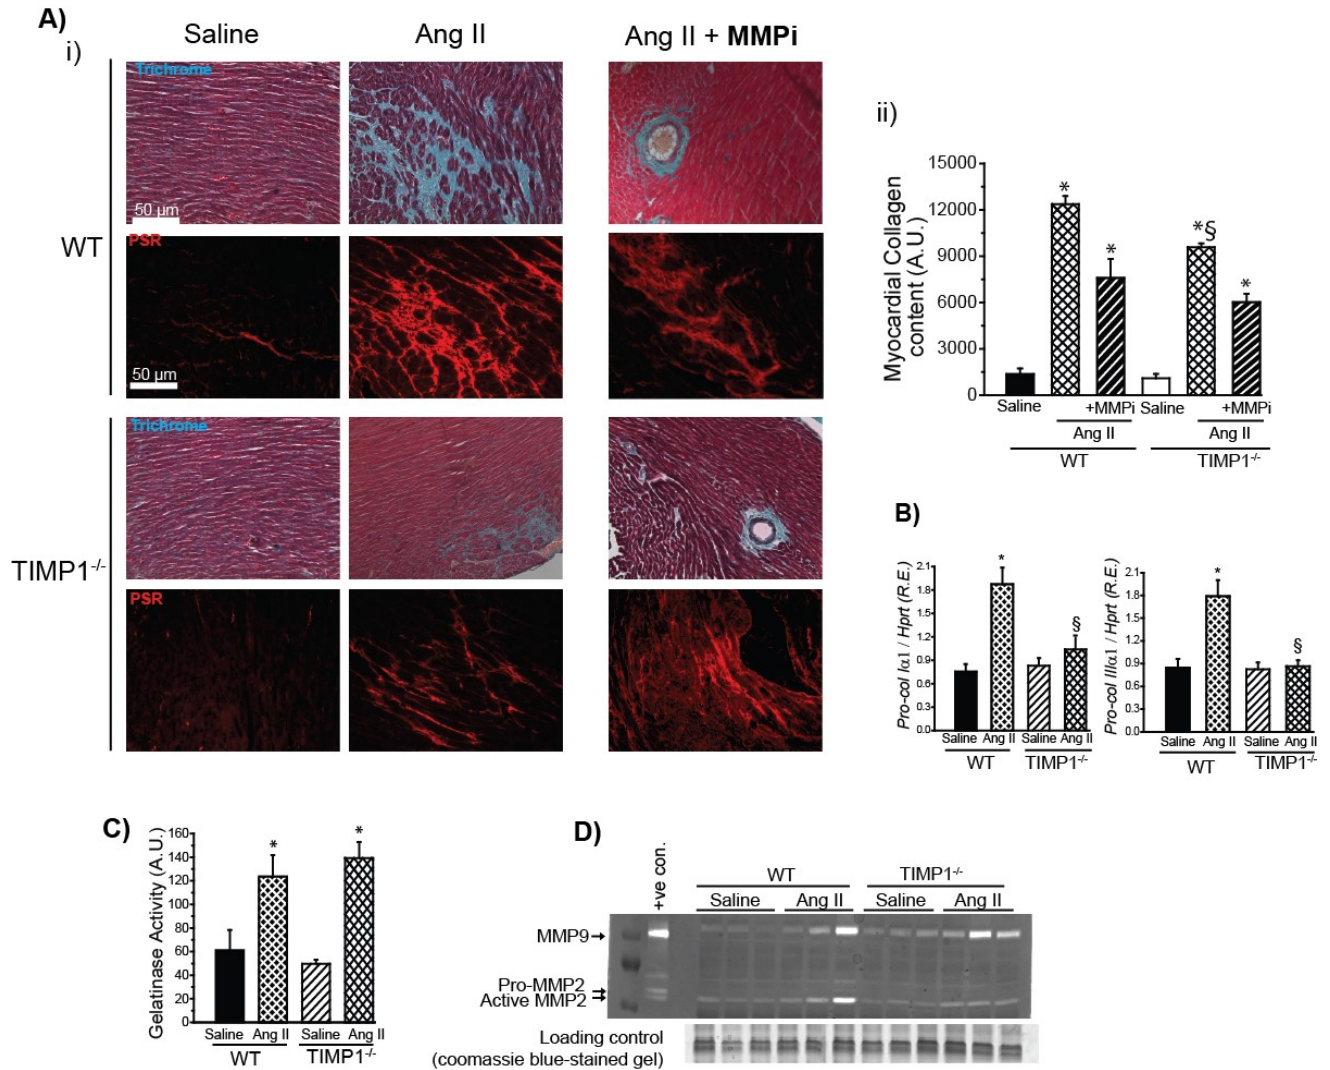 A)
i)
Saline
Ang II
Ang II + MMPi
Trichrome
50 µm
WT
PSR
50 µm
Trichrome
TIMP1-/-
PSR
ii)
Myocardial Collagen
content (A.U.)
15000
12000
9000
6000
3000
0
*
*
*§
*
Saline
+MMPi
Saline
+MMPi
Ang II
Ang II
WT
TIMP1-/-
B)
Pro-col Iα1 / Hprt (R.E.)
2.1
1.8
1.5
1.2
0.9
0.6
0.3
0.0
*
§
Saline Ang II Saline Ang II
WT
TIMP1-/-
Pro-col IIIα1 / Hprt (R.E.)
2.1
1.8
1.5
1.2
0.9
0.6
0.3
0.0
*
§
Saline Ang II Saline Ang II
WT
TIMP1-/-
C)
Gelatinase Activity (A.U.)
160
140
120
100
80
60
40
20
0
*
*
Saline Ang II Saline Ang II
WT
TIMP1-/-
D)
+ve con.
WT
TIMP1-/-
Saline
Ang II
Saline
Ang II
MMP9
Pro-MMP2
Active MMP2
Loading control
(coomassie blue-stained gel)